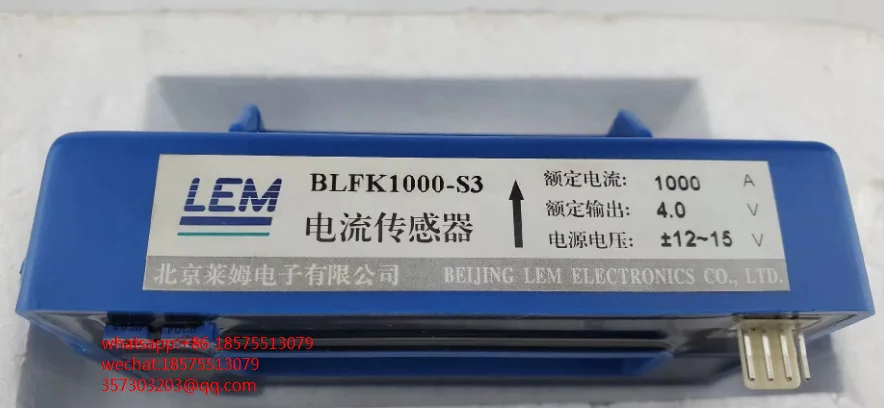 LEM
BLFK1000-S3
电流传感器
额定电流: 1000 A
额定输出: 4.0 V
电源电压: ±12~15 V
北京莱姆电子有限公司 BEIJING LEM ELECTRONICS CO., LTD.
whatsapp:+86-18575513079
wechat:18575513079
357303203@qq.com